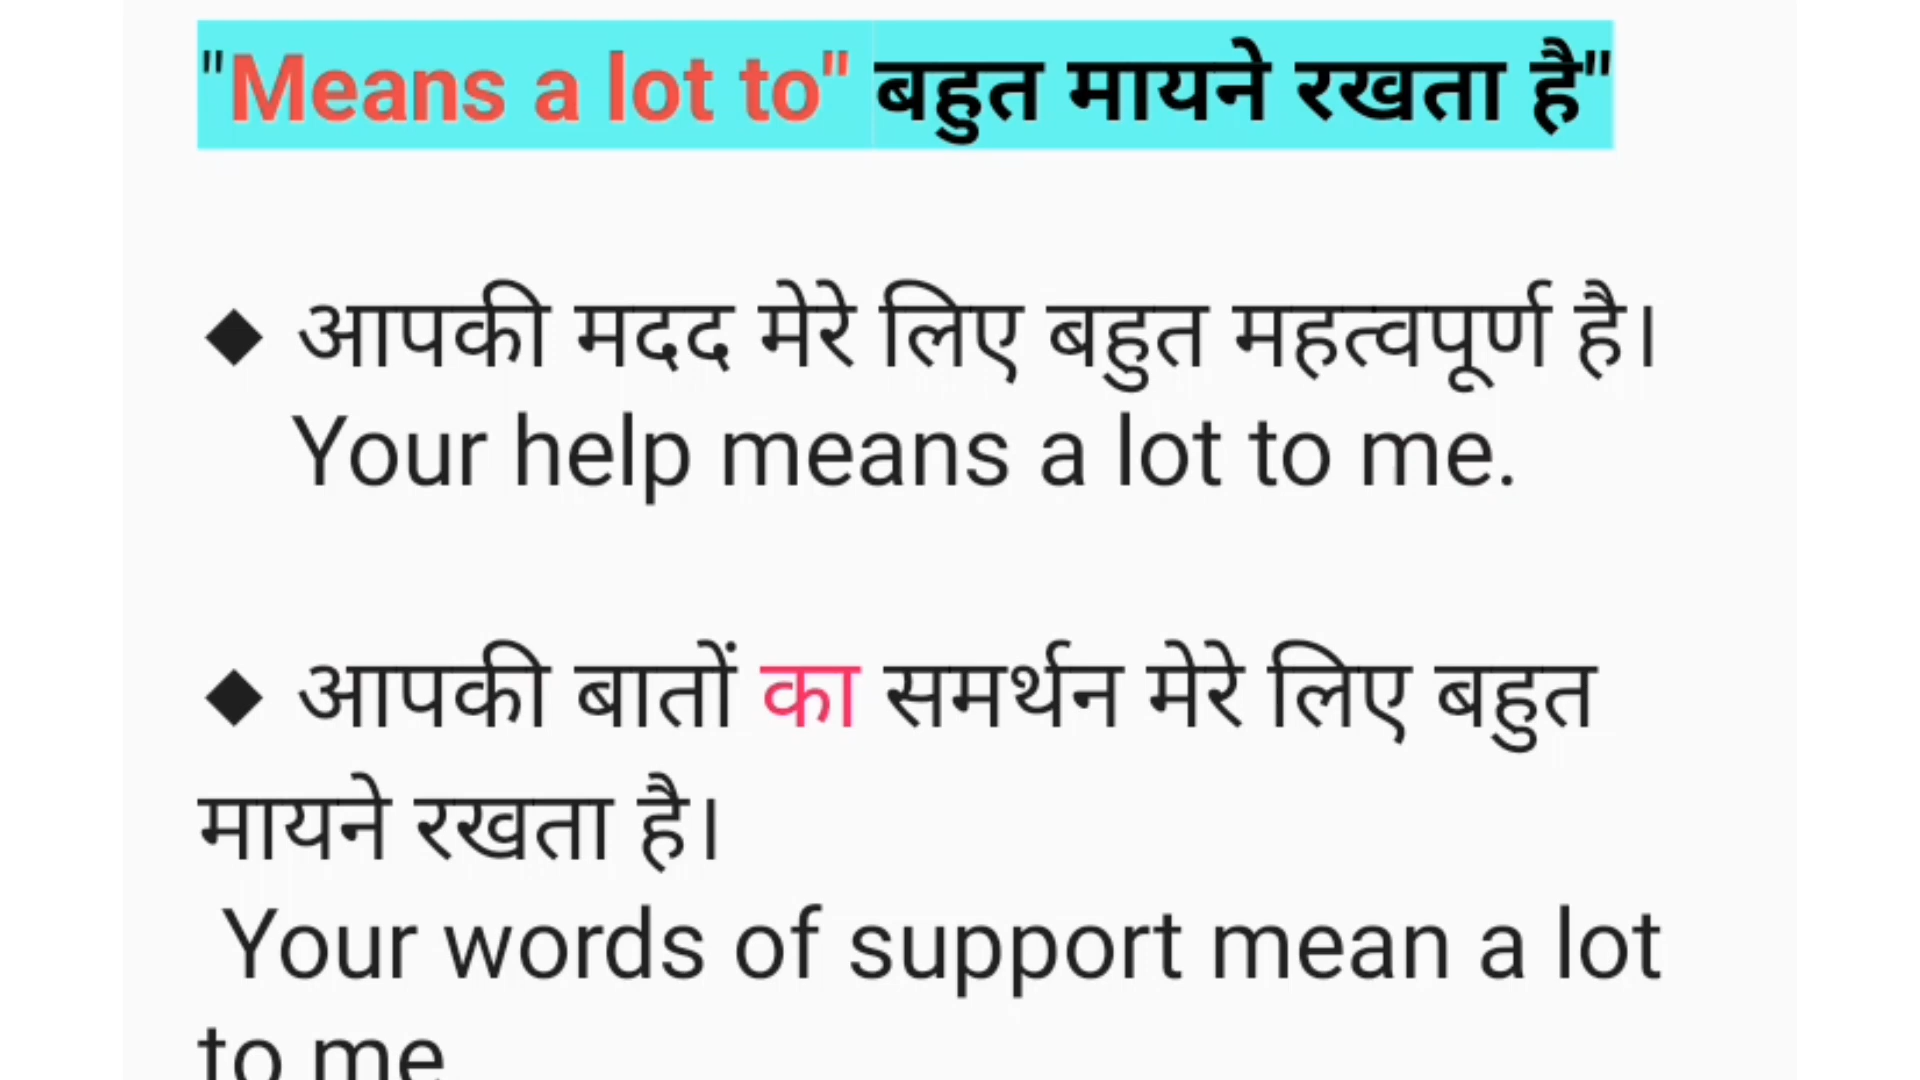 "Means a lot to" बहुत मायने रखता है"
◆ आपकी मदद मेरे लिए बहुत महत्वपूर्ण है।
Your help means a lot to me.
◆ आपकी बातों का समर्थन मेरे लिए बहुत
मायने रखता है।
Your words of support mean a lot
to me